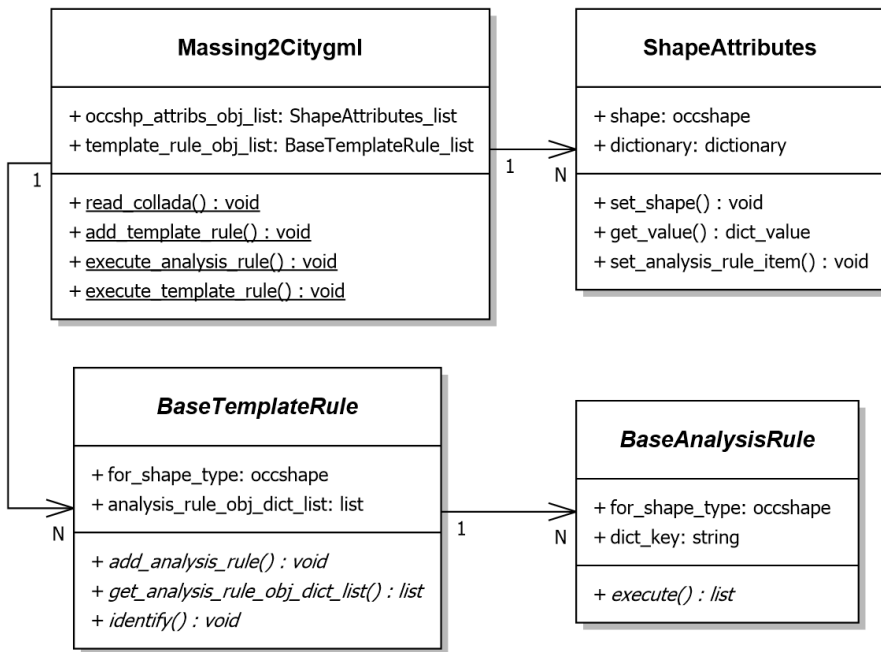 Massing2Citygml
+ occshp_attribs_obj_list: ShapeAttributes_list
+ template_rule_obj_list: BaseTemplateRule_list
+ read_collada() : void
+ add_template_rule() : void
+ execute_analysis_rule() : void
+ execute_template_rule() : void
1
1
N
ShapeAttributes
+ shape: occshape
+ dictionary: dictionary
+ set_shape() : void
+ get_value() : dict_value
+ set_analysis_rule_item() : void
BaseTemplateRule
+ for_shape_type: occshape
+ analysis_rule_obj_dict_list: list
+ add_analysis_rule() : void
+ get_analysis_rule_obj_dict_list() : list
+ identify() : void
N
1
N
BaseAnalysisRule
+ for_shape_type: occshape
+ dict_key: string
+ execute() : list